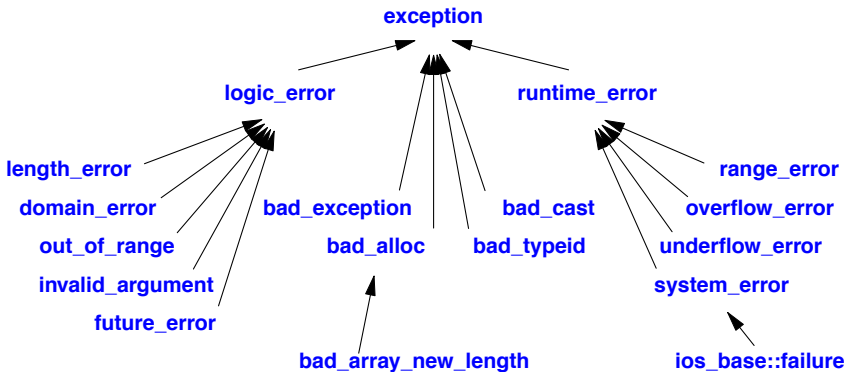 exception
logic_error
runtime_error
length_error
range_error
domain_error
bad_exception
bad_cast
overflow_error
out_of_range
bad_alloc
bad_typeid
underflow_error
invalid_argument
system_error
future_error
bad_array_new_length
ios_base::failure